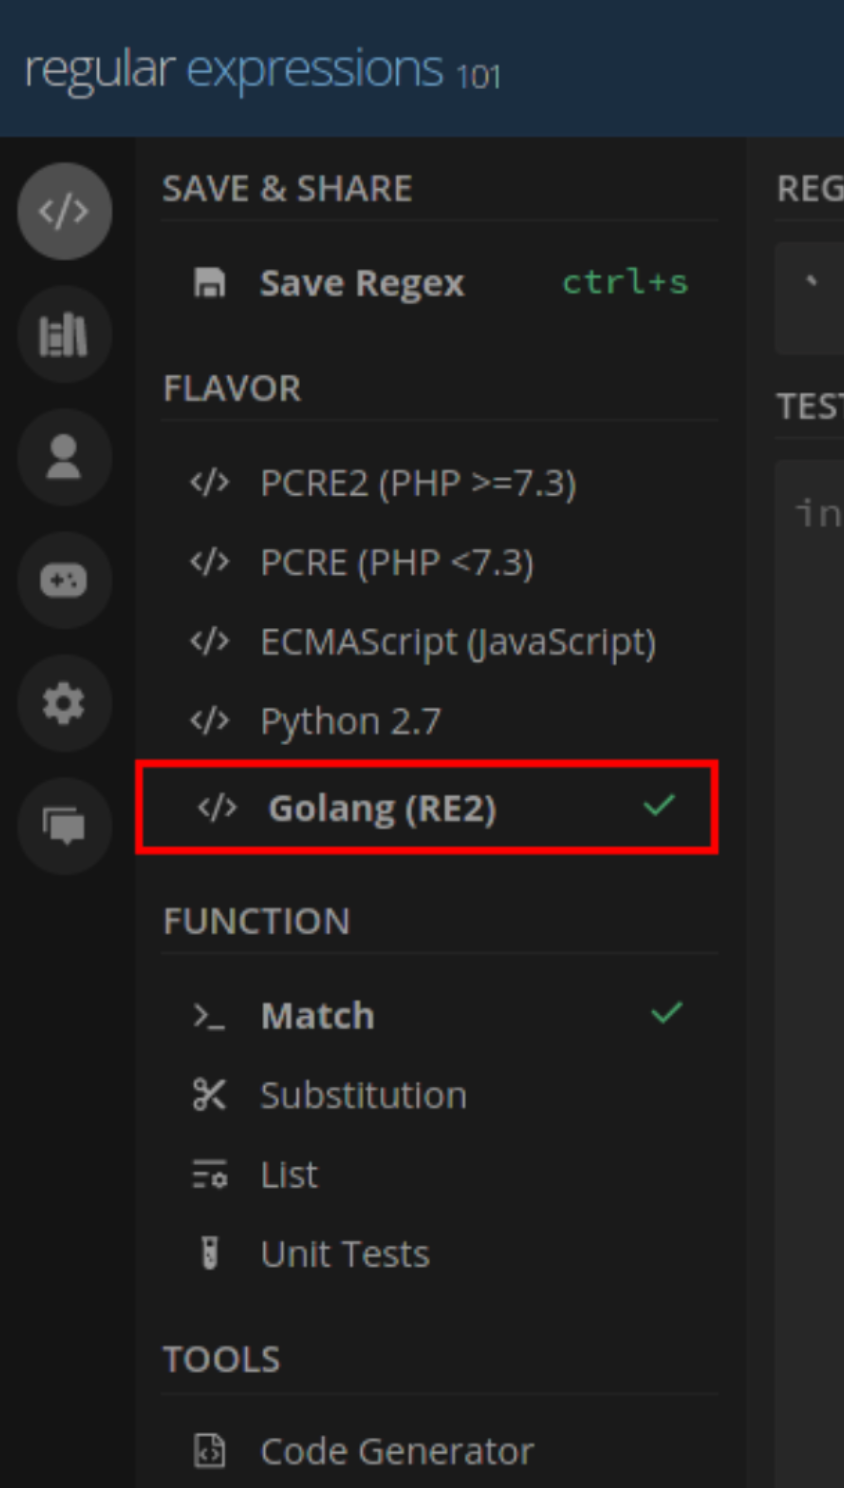 regular expressions 101
SAVE & SHARE
Save Regex ctrl+s
FLAVOR
</> PCRE2 (PHP >=7.3)
</> PCRE (PHP <7.3)
</> ECMAScript (JavaScript)
</> Python 2.7
</> Golang (RE2)
FUNCTION
>_ Match
Substitution
List
Unit Tests
TOOLS
Code Generator
REG
`
TEST
in